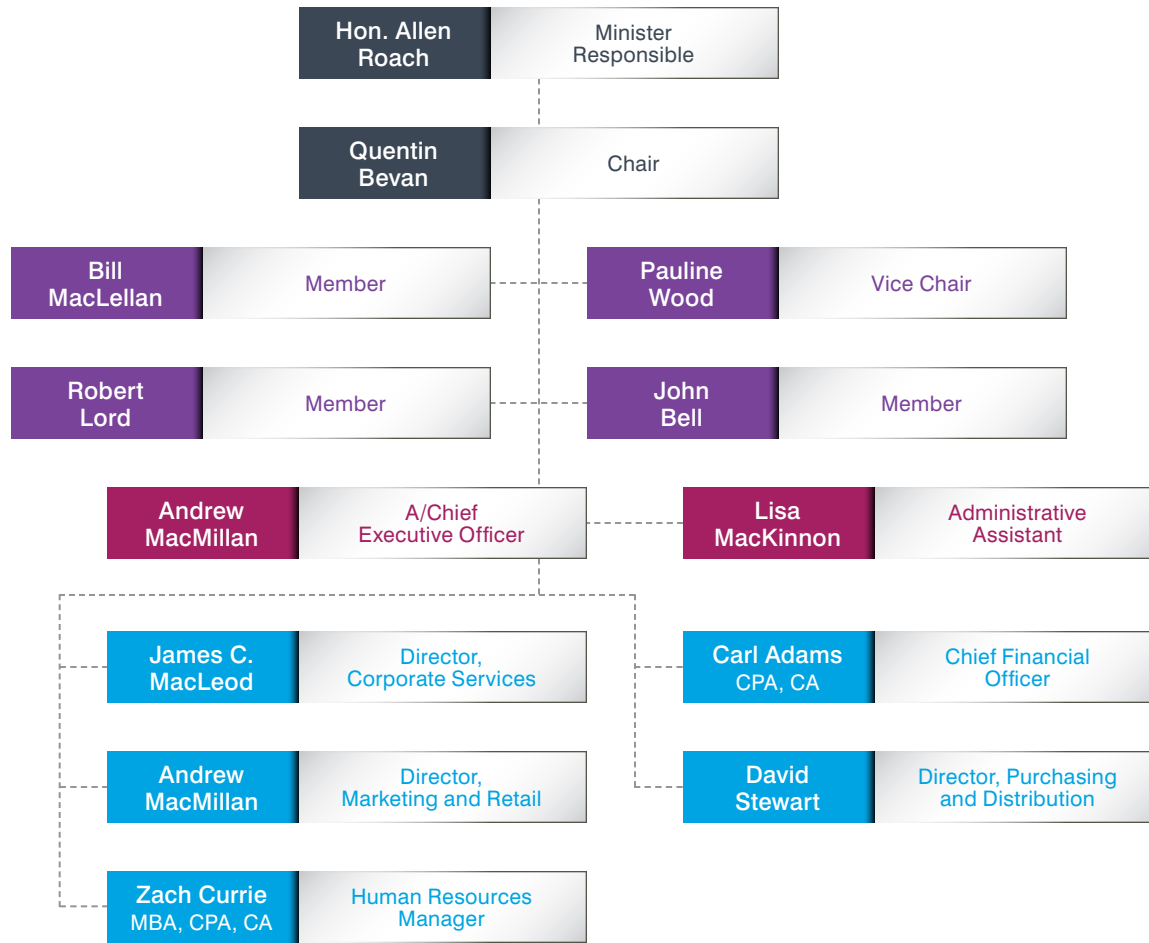 Hon. Allen
Roach
Minister
Responsible
Quentin
Bevan
Chair
Bill
MacLellan
Member
Pauline
Wood
Vice Chair
Robert
Lord
Member
John
Bell
Member
Andrew
MacMillan
A/Chief
Executive Officer
Lisa
MacKinnon
Administrative
Assistant
James C.
MacLeod
Director,
Corporate Services
Carl Adams
CPA, CA
Chief Financial
Officer
Andrew
MacMillan
Director,
Marketing and Retail
David
Stewart
Director, Purchasing
and Distribution
Zach Currie
MBA, CPA, CA
Human Resources
Manager